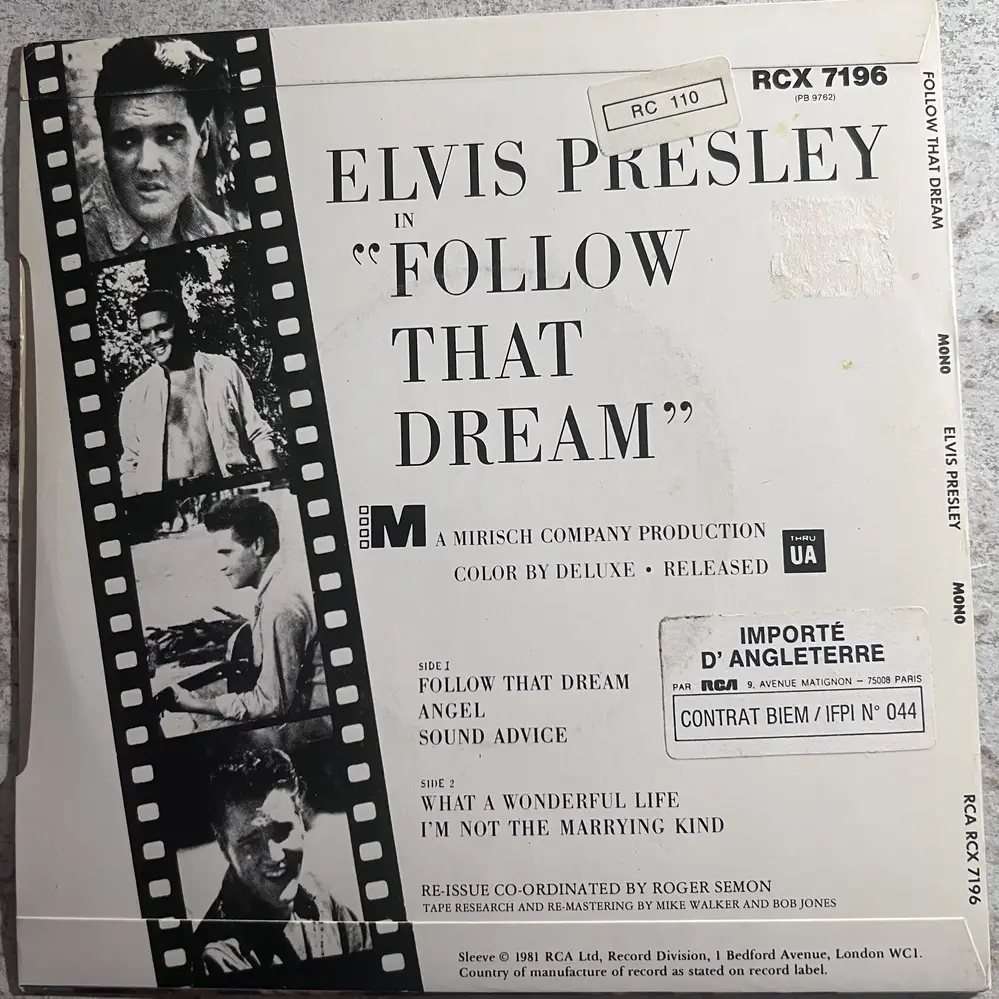 RCX 7196
(PB 9762)
RC 110
ELVIS PRESLEY
IN
“FOLLOW
THAT
DREAM”
M A MIRISCH COMPANY PRODUCTION
COLOR BY DELUXE • RELEASED
THRU
UA
IMPORTÉ
D' ANGLETERRE
PAR RCA 9, AVENUE MATIGNON – 75008 PARIS
CONTRAT BIEM / IFPI N° 044
SIDE 1
FOLLOW THAT DREAM
ANGEL
SOUND ADVICE
SIDE 2
WHAT A WONDERFUL LIFE
I'M NOT THE MARRYING KIND
RE-ISSUE CO-ORDINATED BY ROGER SEMON
TAPE RESEARCH AND RE-MASTERING BY MIKE WALKER AND BOB JONES
Sleeve © 1981 RCA Ltd, Record Division, 1 Bedford Avenue, London WC1.
Country of manufacture of record as stated on record label.
FOLLOW THAT DREAM MONO ELVIS PRESLEY MONO RCA RCX 7196